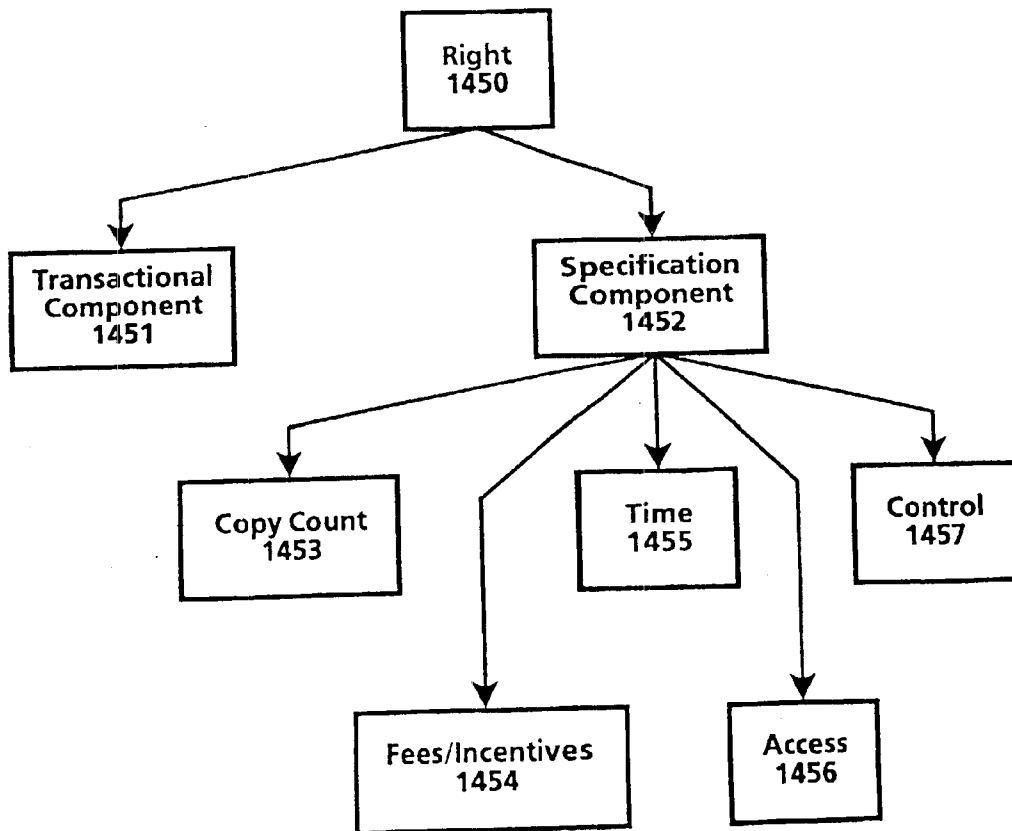 Right
1450
Transactional
Component
1451
Specification
Component
1452
Copy Count
1453
Time
1455
Control
1457
Fees/Incentives
1454
Access
1456